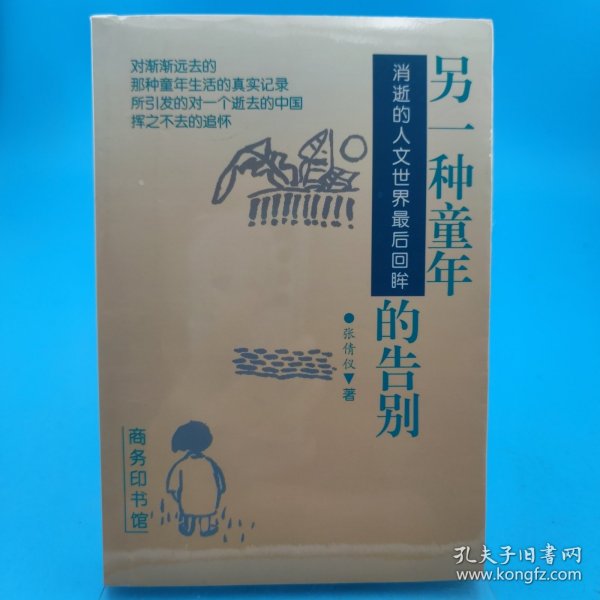 对渐渐远去的
那种童年生活的真实记录
所引发的对一个逝去的中国
挥之不去的追怀
另一种童年的告别
消逝的人文世界最后回眸
张倩仪 著
商务印书馆
孔夫子旧书网
www.kongfz.com